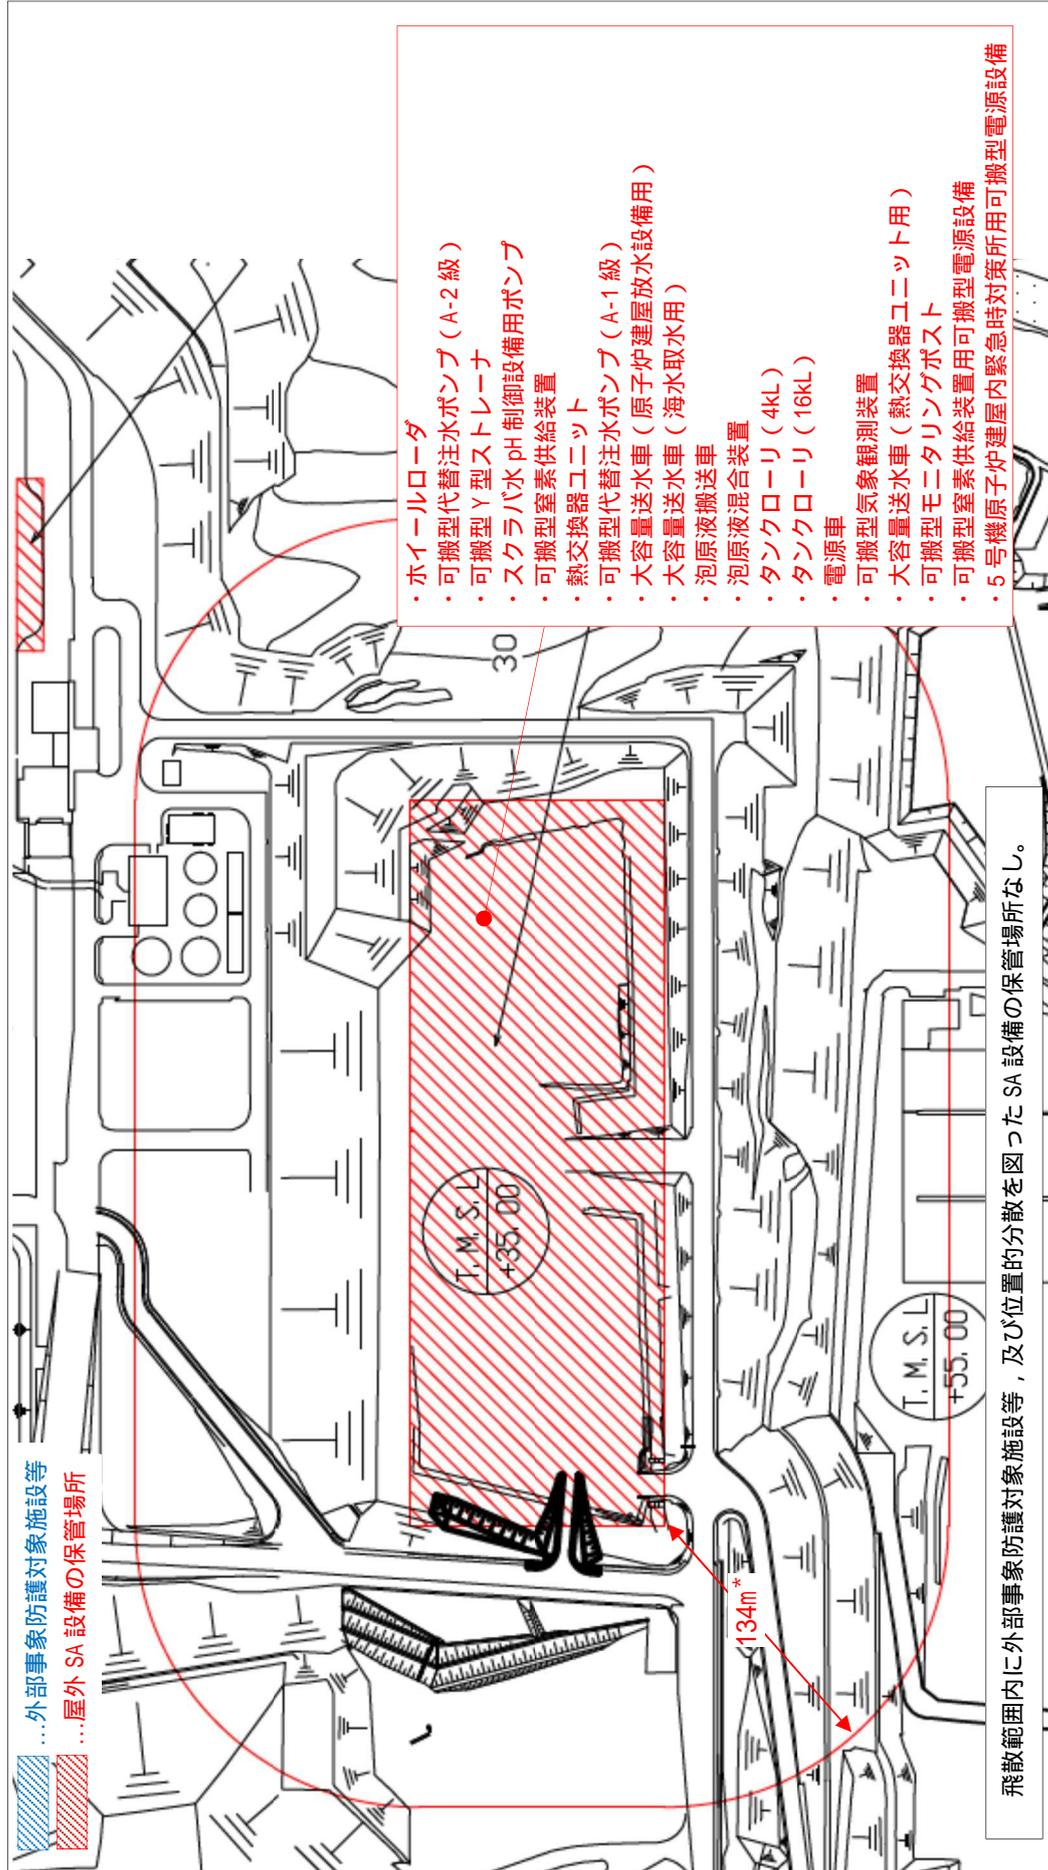 …外部事象防護対象施設等
…屋外 SA 設備の保管場所
・ホイールローダ
・可搬型代替注水ポンプ（A-2 級）
・可搬型 Y 型ストレーナ
・スクラバ水 pH 制御設備用ポンプ
・可搬型窒素供給装置
・熱交換器ユニット
・可搬型代替注水ポンプ（A-1 級）
・大容量送水車（原子炉建屋放水設備用）
・大容量送水車（海水取水用）
・泡原液搬送車
・泡原液混合装置
・タンクローリ（4kL）
・タンクローリ（16kL）
・電源車
・可搬型気象観測装置
・大容量送水車（熱交換器ユニット用）
・可搬型モニタリングポスト
・可搬型窒素供給装置用可搬型電源設備
・5 号機原子炉建屋内緊急時対策所用可搬型電源設備
30
T. M. S. L
+35. 00
134m*
T. M. S. L
+55. 00
飛散範囲内に外部事象防護対象施設等，及び位置的分散を図った SA 設備の保管場所なし。